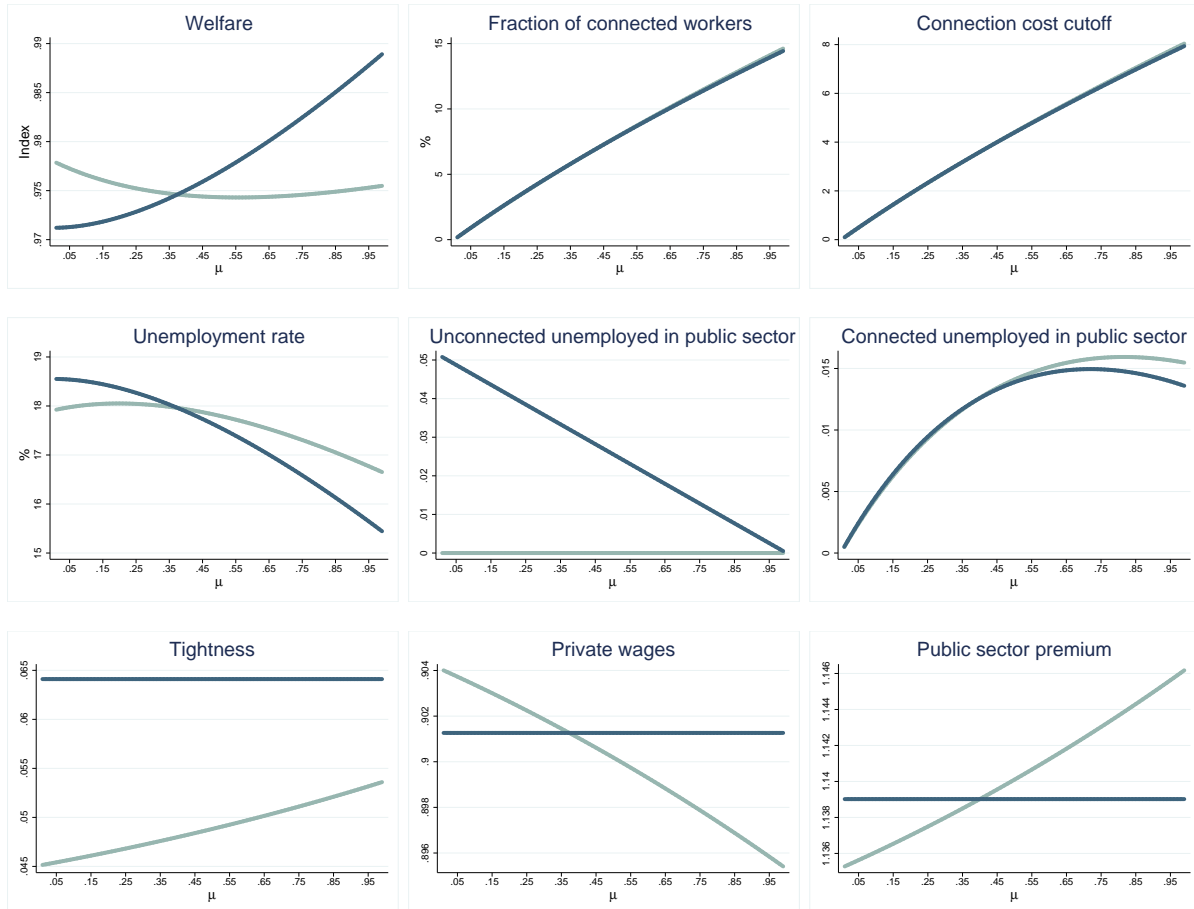 Welfare
Index
.97 .975 .98 .985 .99
.05 .15 .25 .35 .45 .55 .65 .75 .85 .95
μ
Fraction of connected workers
%
0 5 10 15
.05 .15 .25 .35 .45 .55 .65 .75 .85 .95
μ
Connection cost cutoff
0 2 4 6 8
.05 .15 .25 .35 .45 .55 .65 .75 .85 .95
μ
Unemployment rate
%
15 16 17 18 19
.05 .15 .25 .35 .45 .55 .65 .75 .85 .95
μ
Unconnected unemployed in public sector
0 .01 .02 .03 .04 .05
.05 .15 .25 .35 .45 .55 .65 .75 .85 .95
μ
Connected unemployed in public sector
0 .005 .01 .015
.05 .15 .25 .35 .45 .55 .65 .75 .85 .95
μ
Tightness
.045 .05 .055 .06 .065
.05 .15 .25 .35 .45 .55 .65 .75 .85 .95
μ
Private wages
.896 .898 .9 .902 .904
.05 .15 .25 .35 .45 .55 .65 .75 .85 .95
μ
Public sector premium
1.136 1.138 1.14 1.142 1.144 1.146
.05 .15 .25 .35 .45 .55 .65 .75 .85 .95
μ